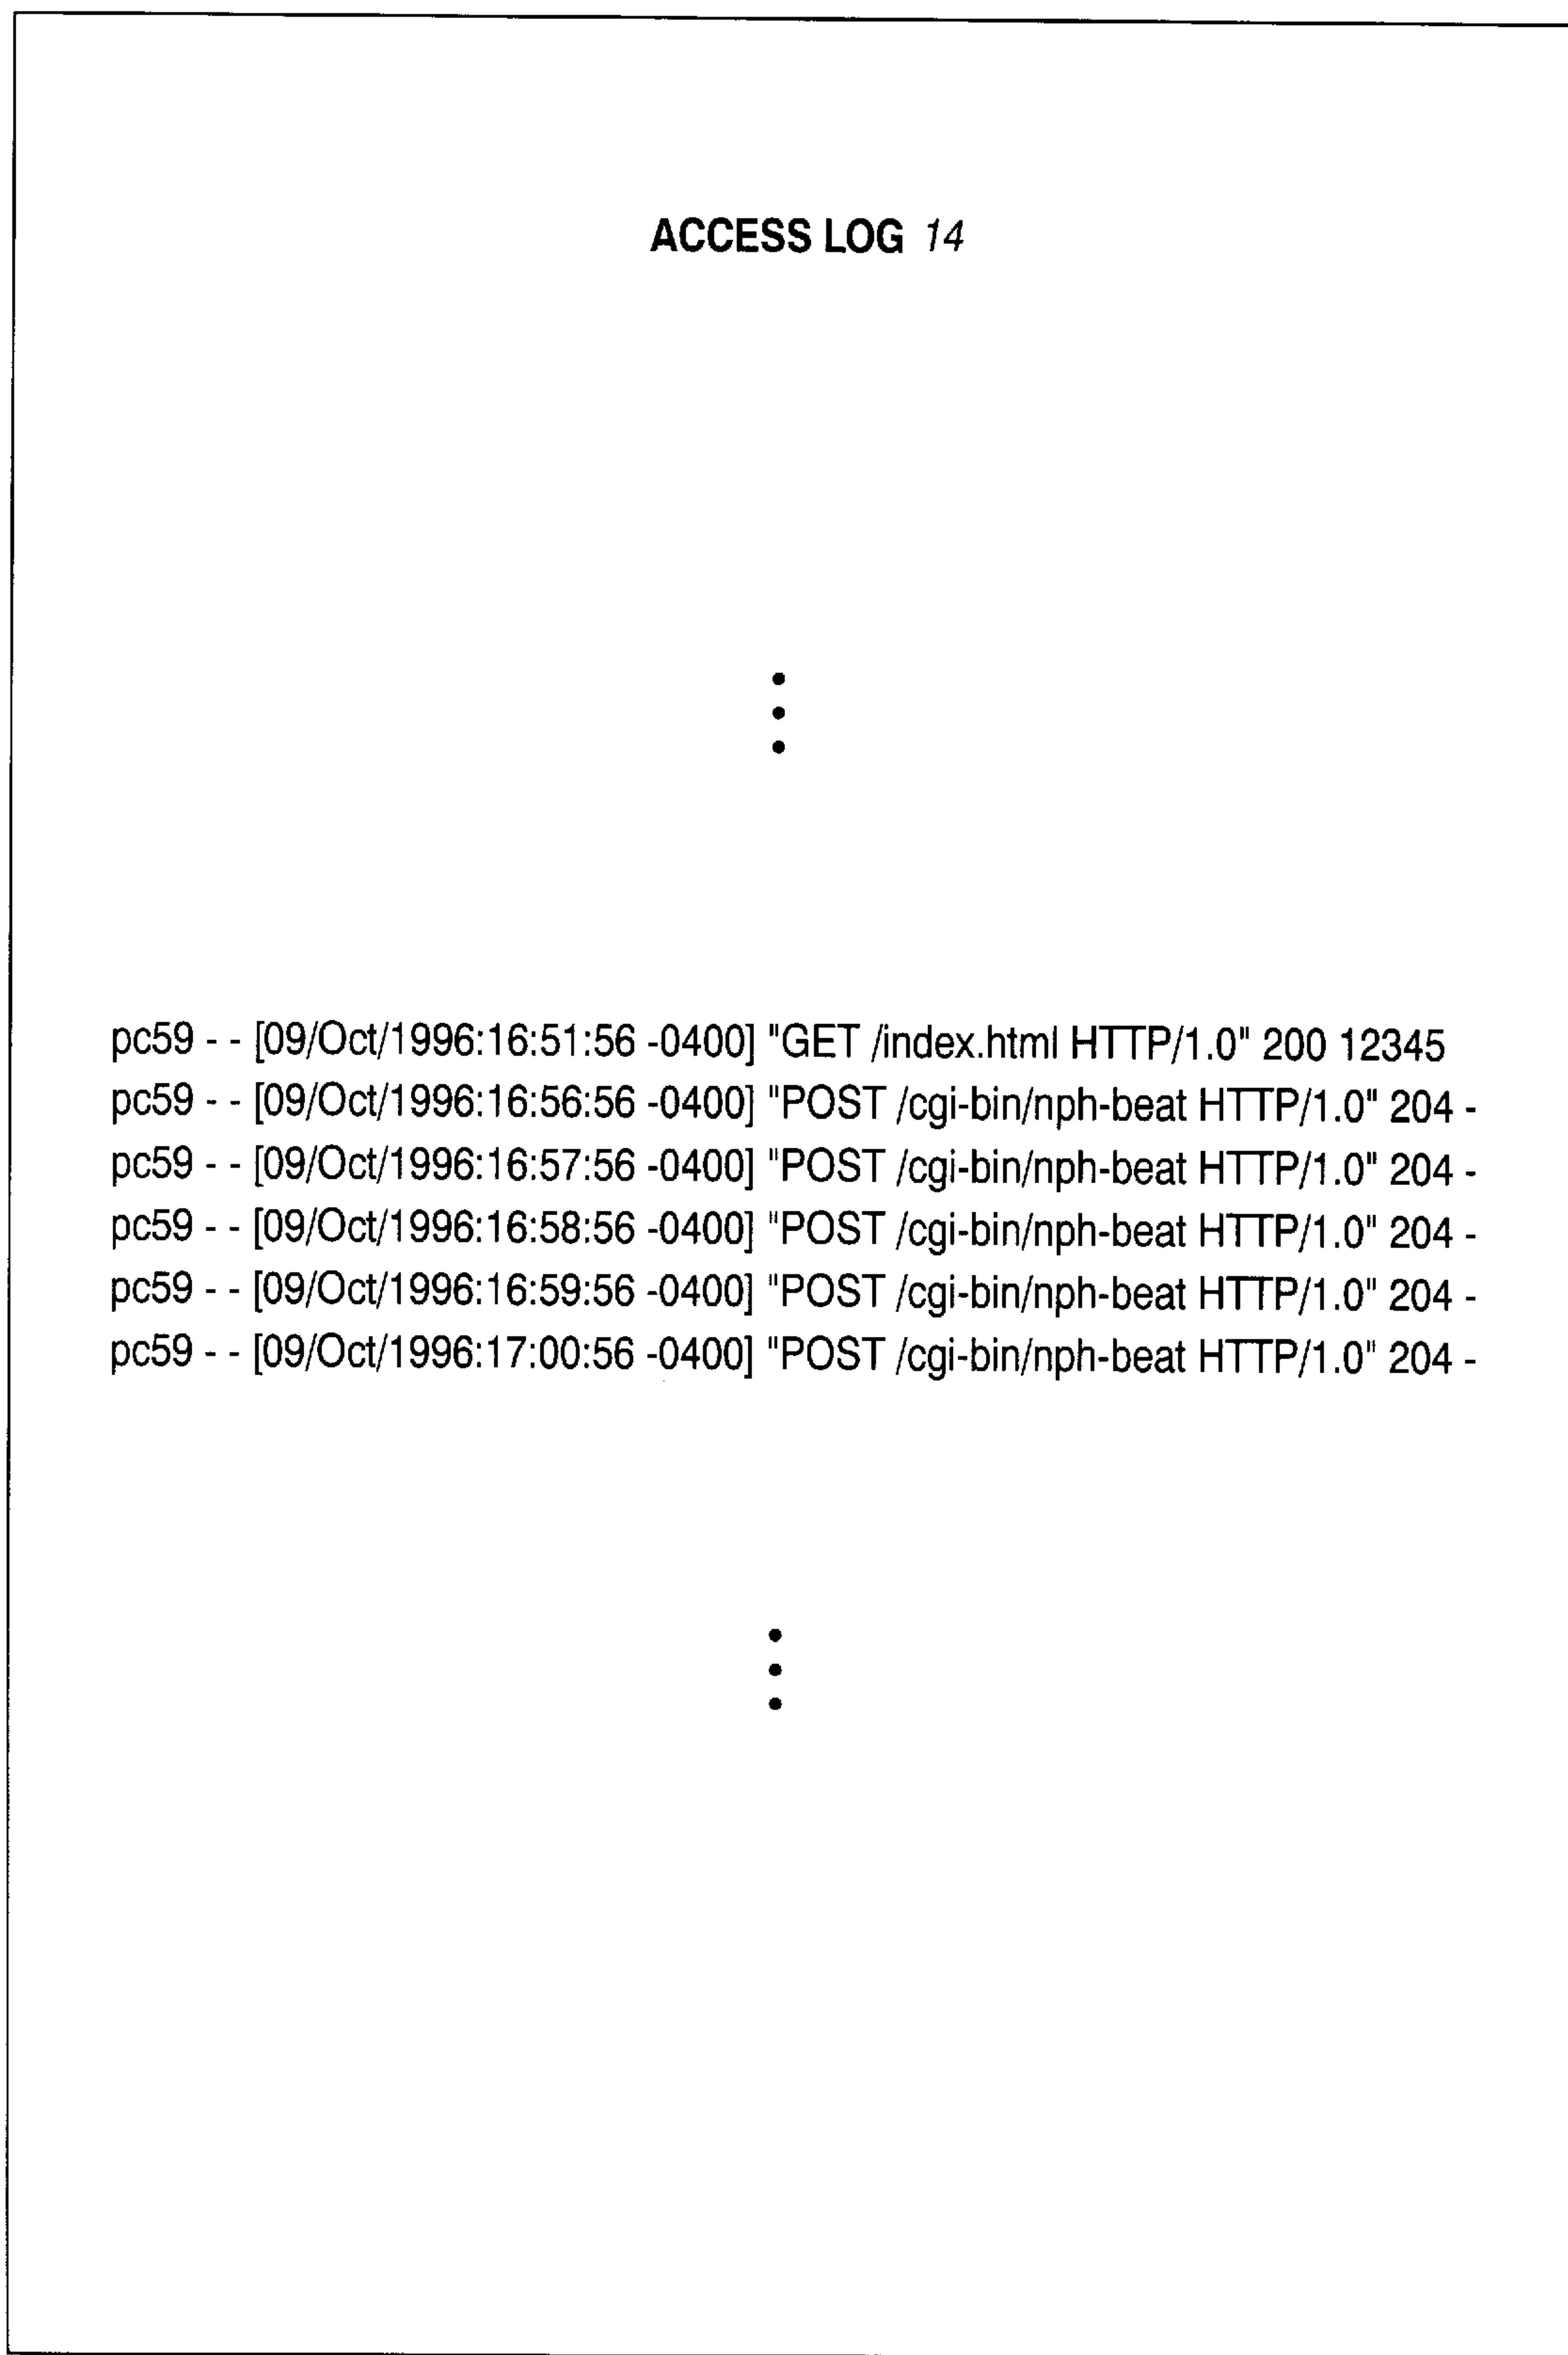 ACCESS LOG 14
pc59 - - [09/Oct/1996:16:51:56 -0400] "GET /index.html HTTP/1.0" 200 12345
pc59 - - [09/Oct/1996:16:56:56 -0400] "POST /cgi-bin/nph-beat HTTP/1.0" 204 -
pc59 - - [09/Oct/1996:16:57:56 -0400] "POST /cgi-bin/nph-beat HTTP/1.0" 204 -
pc59 - - [09/Oct/1996:16:58:56 -0400] "POST /cgi-bin/nph-beat HTTP/1.0" 204 -
pc59 - - [09/Oct/1996:16:59:56 -0400] "POST /cgi-bin/nph-beat HTTP/1.0" 204 -
pc59 - - [09/Oct/1996:17:00:56 -0400] "POST /cgi-bin/nph-beat HTTP/1.0" 204 -